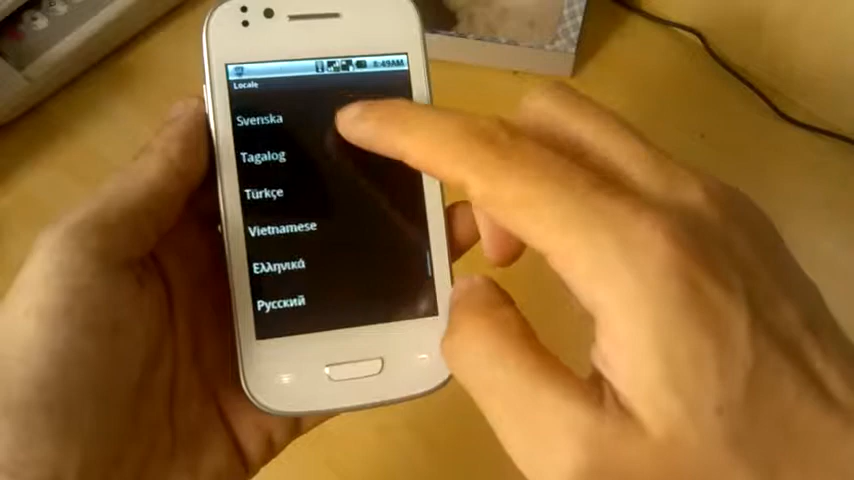 8:49AM
Locale
Svenska
Tagalog
Türkçe
Vietnamese
Ελληνικά
Русский